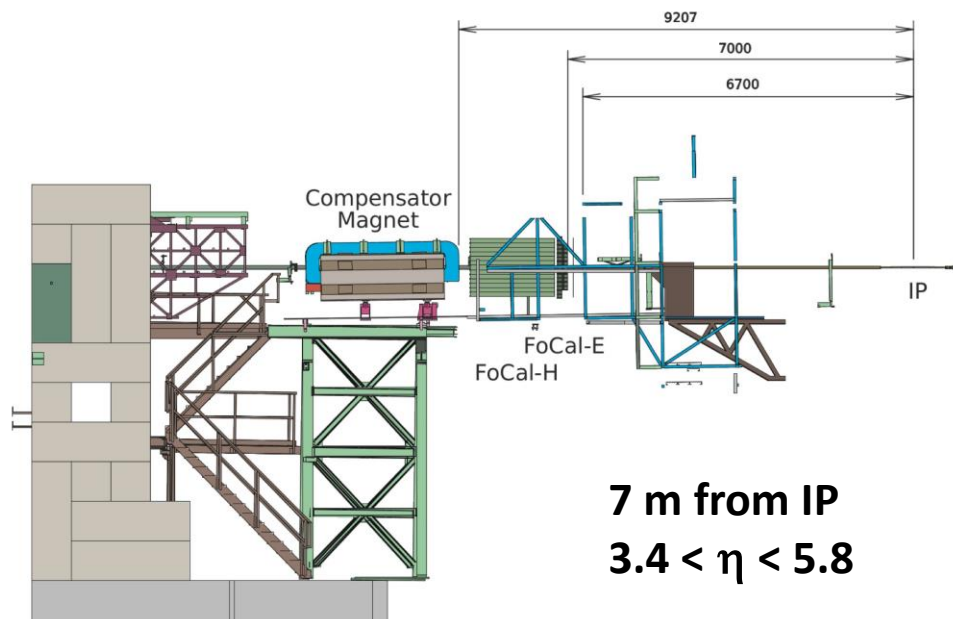 9207
7000
6700
Compensator
Magnet
IP
FoCal-E
FoCal-H
7 m from IP
3.4 < η < 5.8